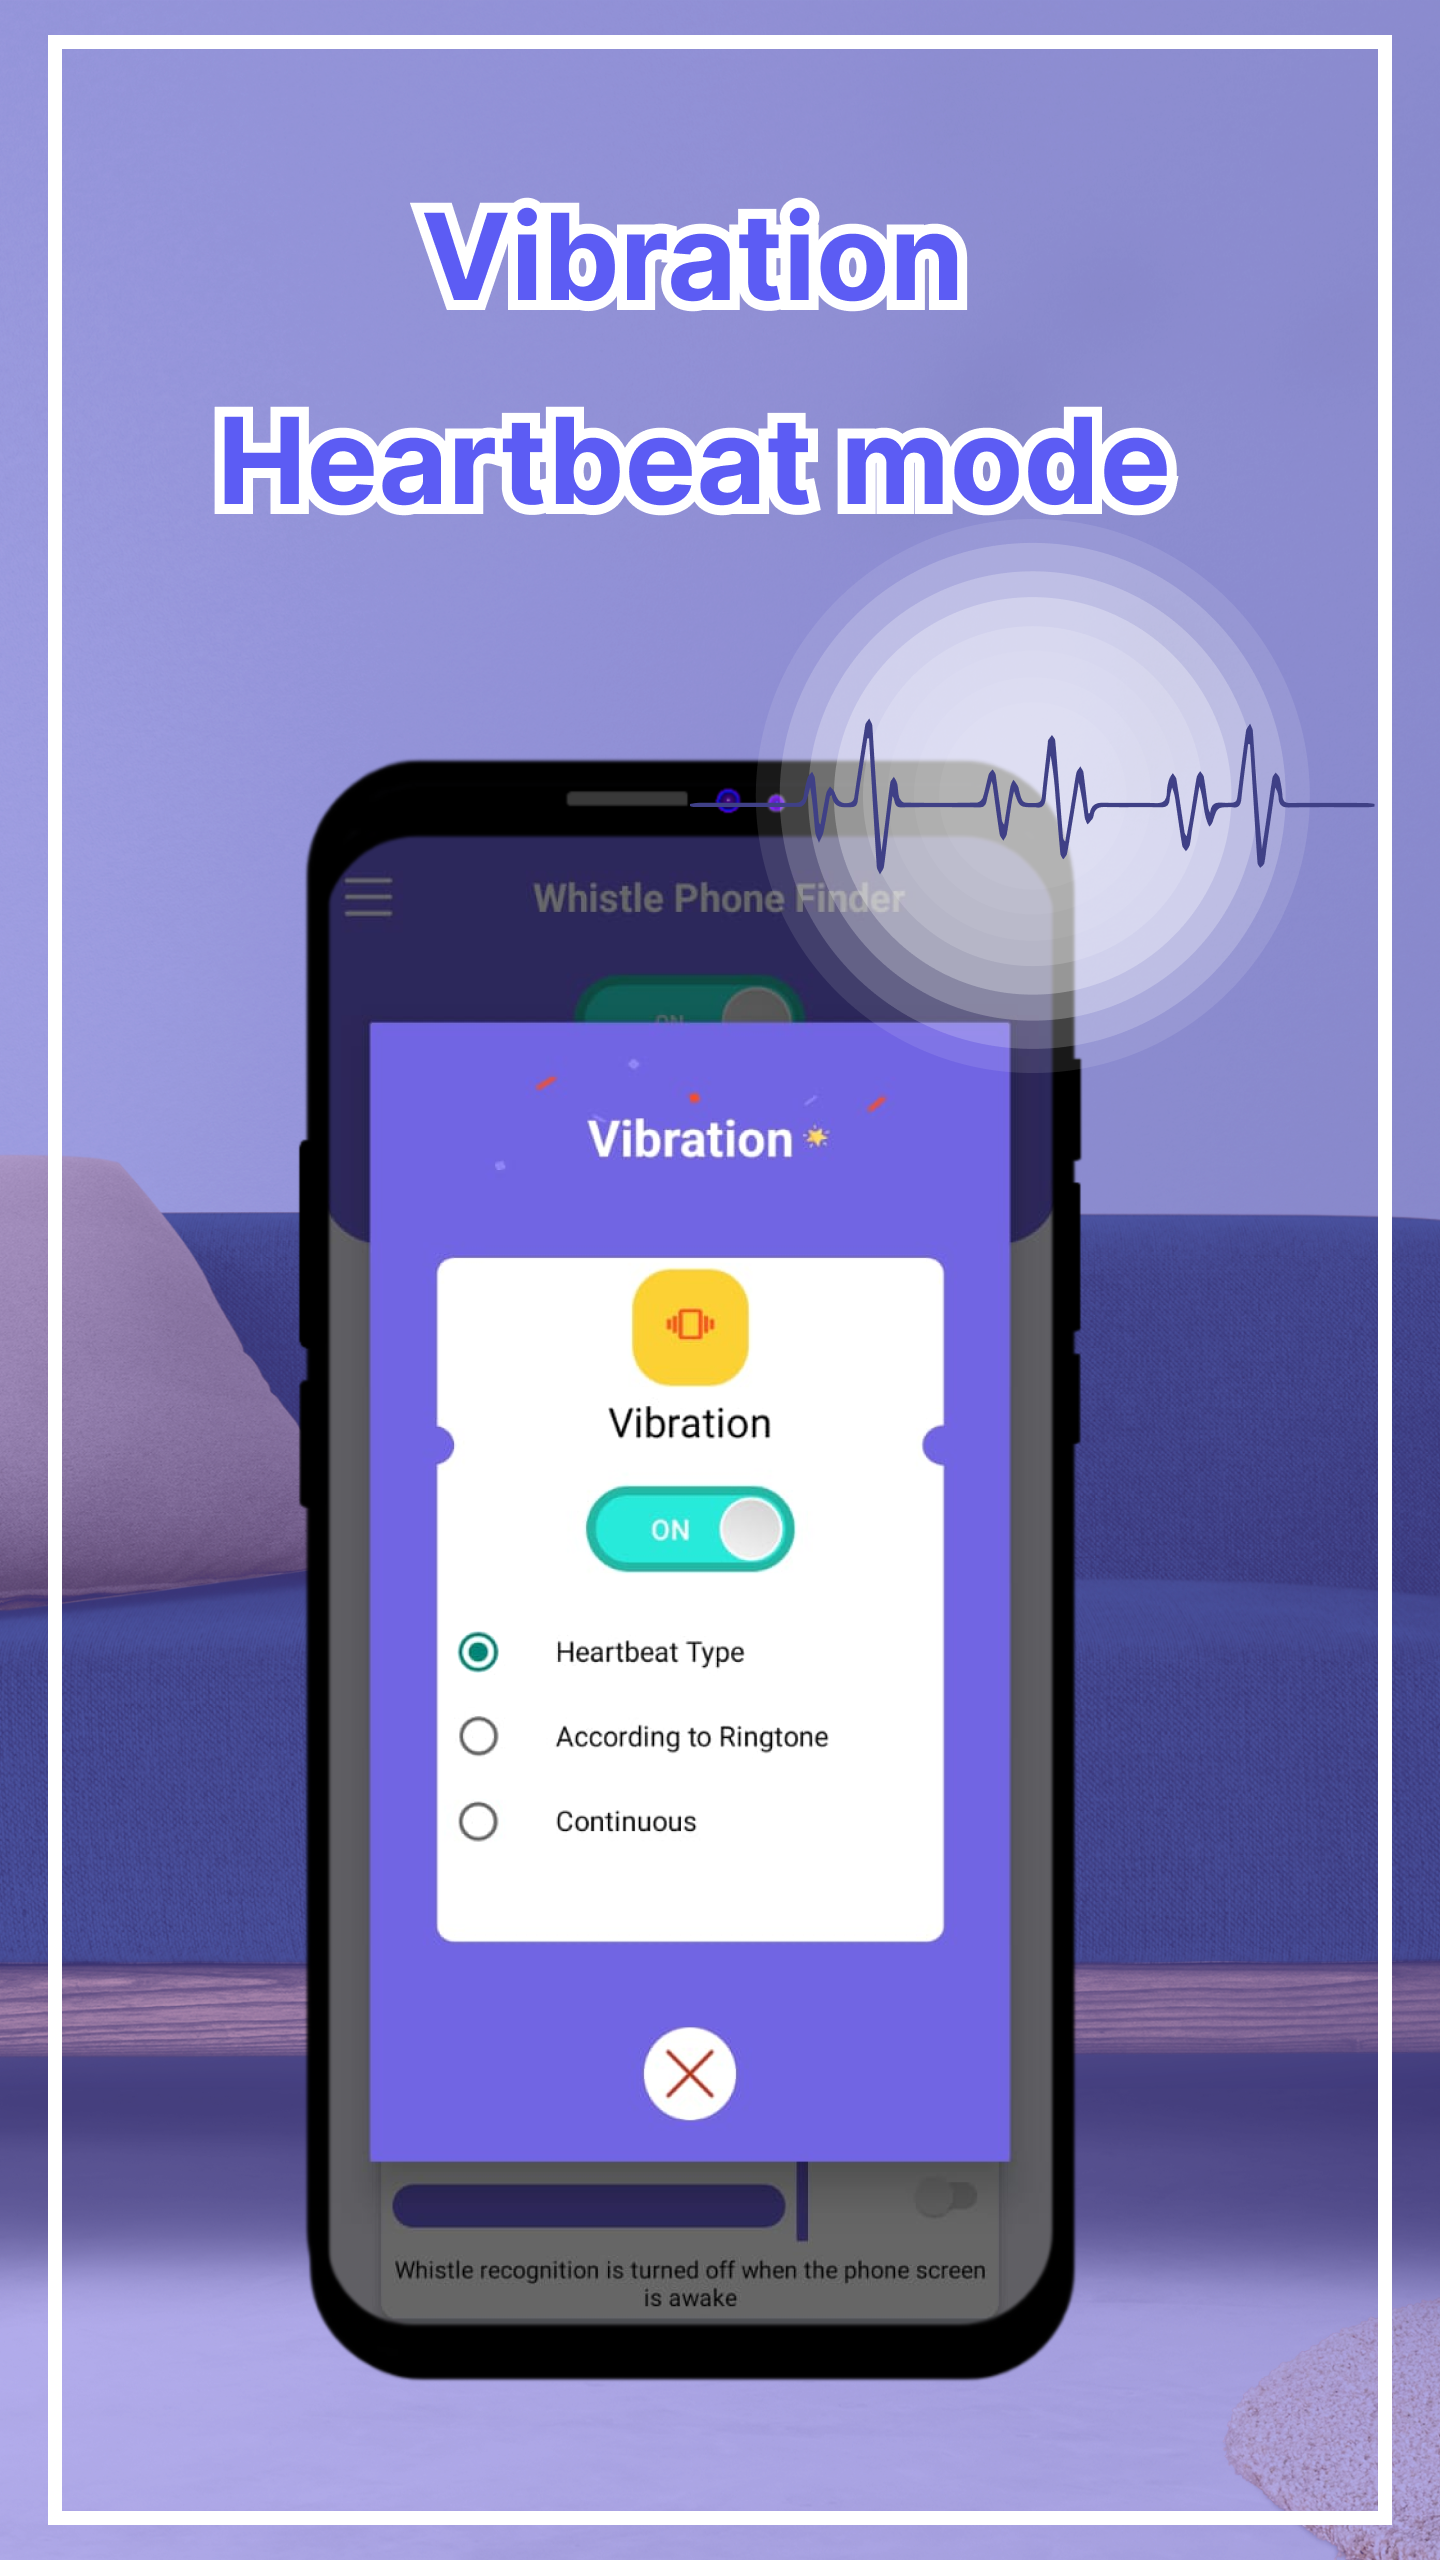 Vibration
Heartbeat mode
Whistle Phone Finder
ON
Vibration
Vibration
ON
Heartbeat Type
According to Ringtone
Continuous
Whistle recognition is turned off when the phone screen
is awake